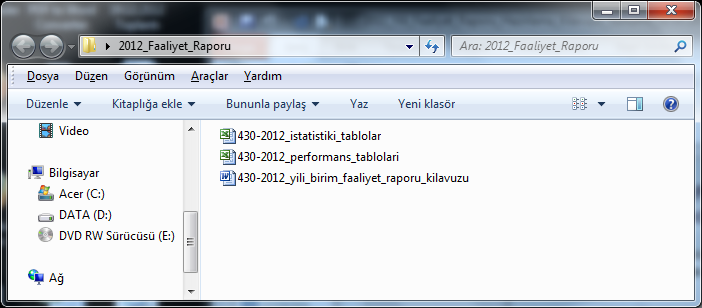 2012_Faaliyet_Raporu
Ara: 2012_Faaliyet_Raporu
Dosya Düzen Görünüm Araçlar Yardım
Düzenle Kitaplığa ekle Bununla paylaş Yaz Yeni klasör
Video
Bilgisayar
Acer (C:)
DATA (D:)
DVD RW Sürücüsü (E:)
Ağ
430-2012_istatistiki_tablolar
430-2012_performans_tablolari
430-2012_yili_birim_faaliyet_raporu_kilavuzu